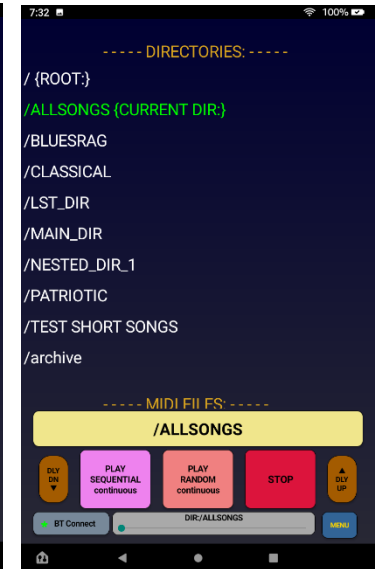 7:32 100%
- - - - - DIRECTORIES: - - - - -
/ {ROOT:}
/ALLSONGS {CURRENT DIR:}
/BLUESRAG
/CLASSICAL
/LST_DIR
/MAIN_DIR
/NESTED_DIR_1
/PATRIOTIC
/TEST SHORT SONGS
/archive
- - - - - MIDI FILES: - - - - -
/ALLSONGS
DLY
DN
▼
PLAY
SEQUENTIAL
continuous
PLAY
RANDOM
continuous
STOP
▲
DLY
UP
BT Connect
DIR:/ALLSONGS
MENU